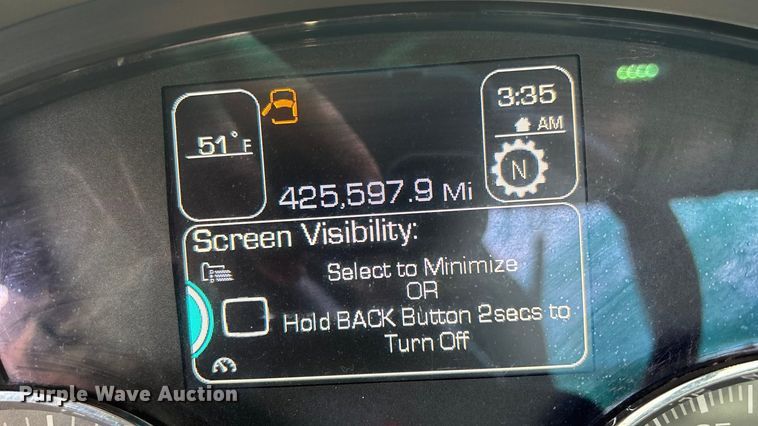 51° F
3:35
AM
N
425,597.9 Mi
Screen Visibility:
Select to Minimize
OR
Hold BACK Button 2secs to
Turn Off
Purple Wave Auction